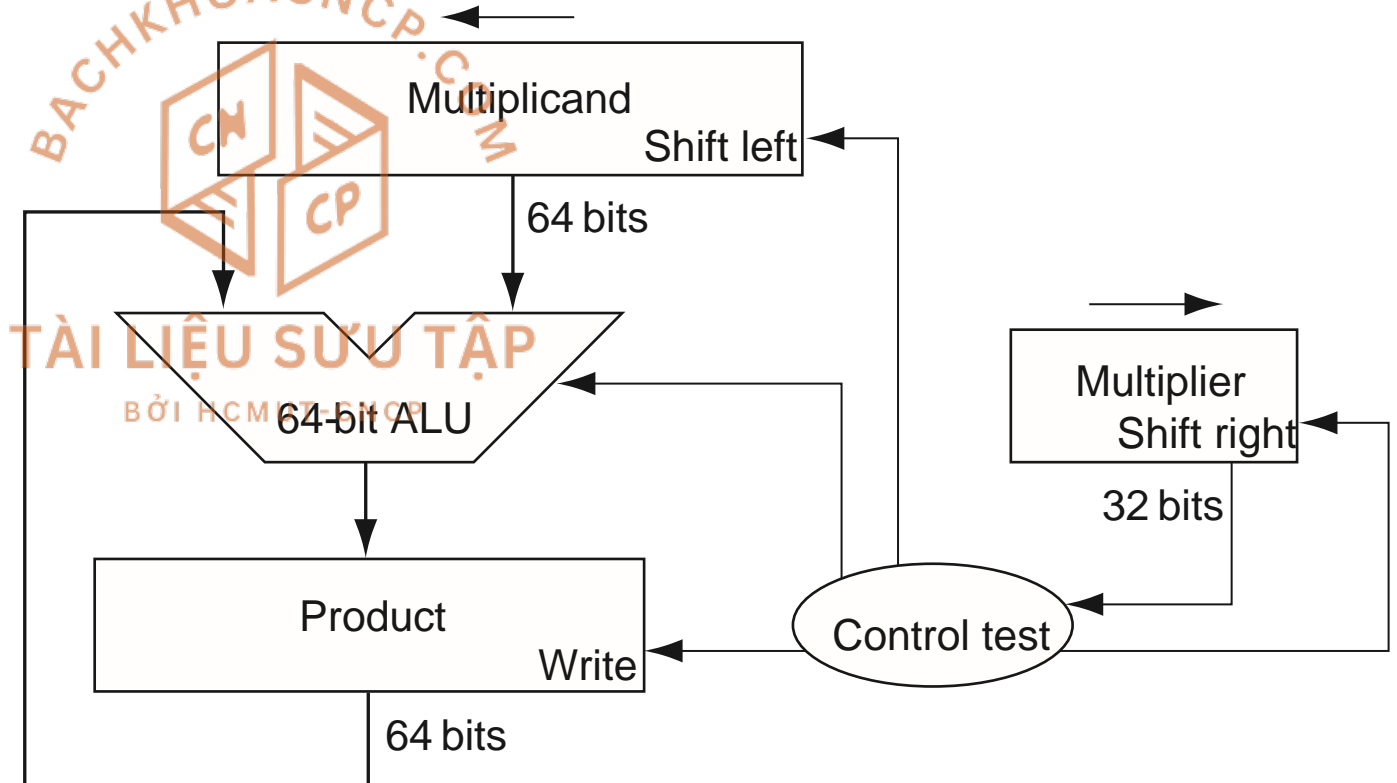 BACHKHOACNCP.COM
Multiplicand
Shift left
CN
CP
64 bits
TÀI LIỆU SƯU TẬP
BỞI HCMUT-CNCP
64-bit ALU
Multiplier
Shift right
32 bits
Product
Write
Control test
64 bits